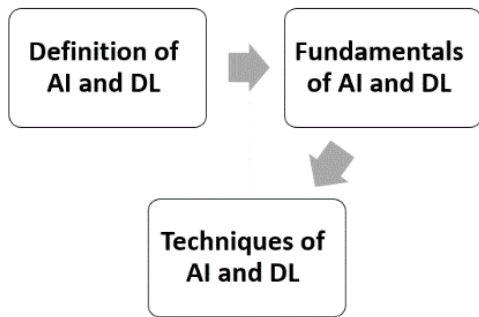 Definition of
AI and DL
Fundamentals
of AI and DL
Techniques of
AI and DL